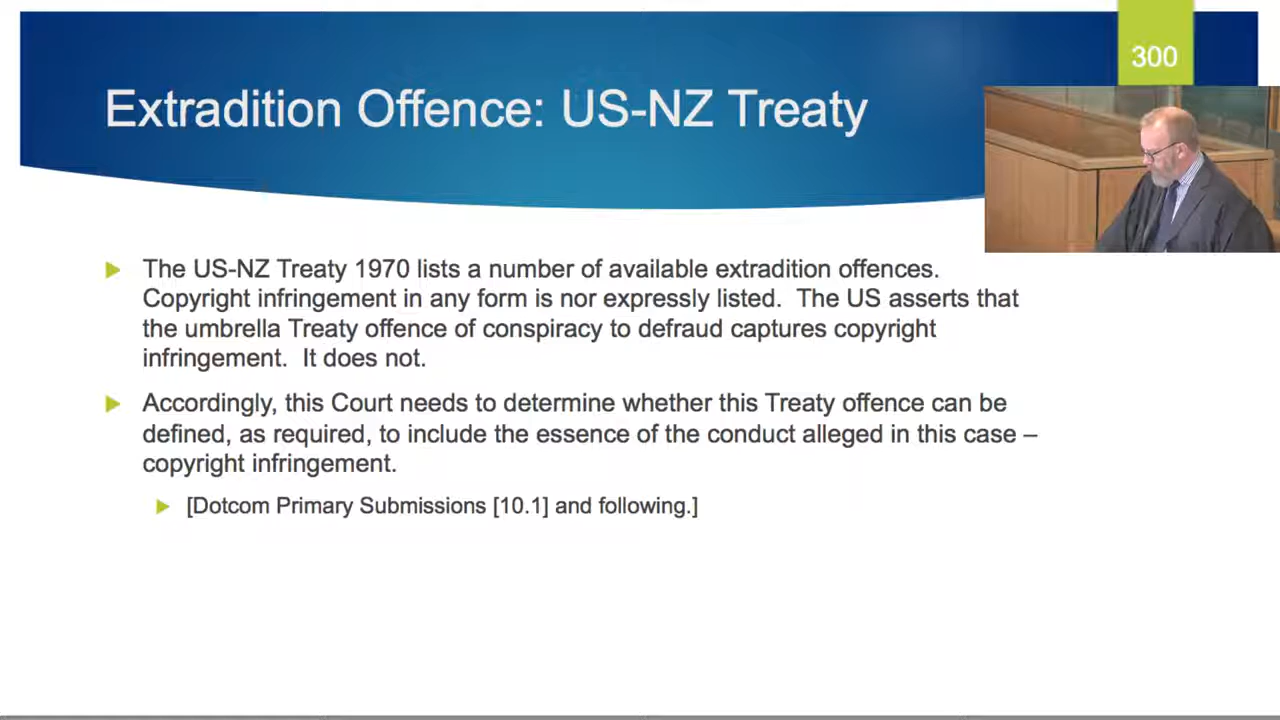 300
Extradition Offence: US-NZ Treaty
The US-NZ Treaty 1970 lists a number of available extradition offences.
Copyright infringement in any form is nor expressly listed.  The US asserts that
the umbrella Treaty offence of conspiracy to defraud captures copyright
infringement.  It does not.
Accordingly, this Court needs to determine whether this Treaty offence can be
defined, as required, to include the essence of the conduct alleged in this case –
copyright infringement.
[Dotcom Primary Submissions [10.1] and following.]